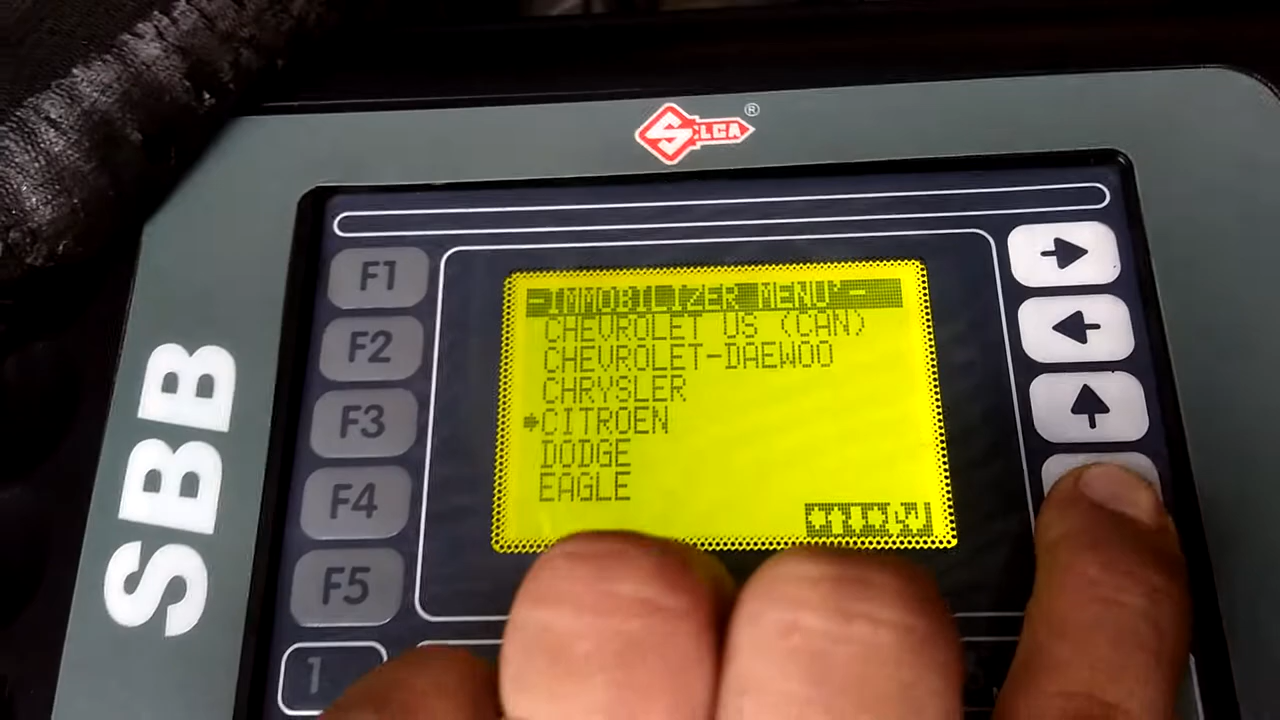 SILCA ®
- IMMOBILIZER MENU -
CHEVROLET US (CAN)
CHEVROLET-DAEWOO
CHRYSLER
CITROEN
DODGE
EAGLE
F1
F2
F3
F4
F5
1
SBB